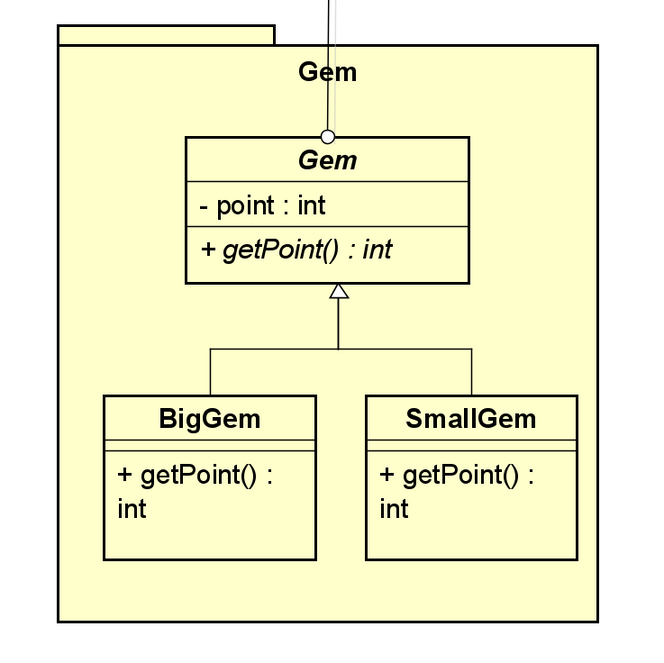 Gem
Gem
- point : int
+ getPoint() : int
BigGem
+ getPoint() :
int
SmallGem
+ getPoint() :
int